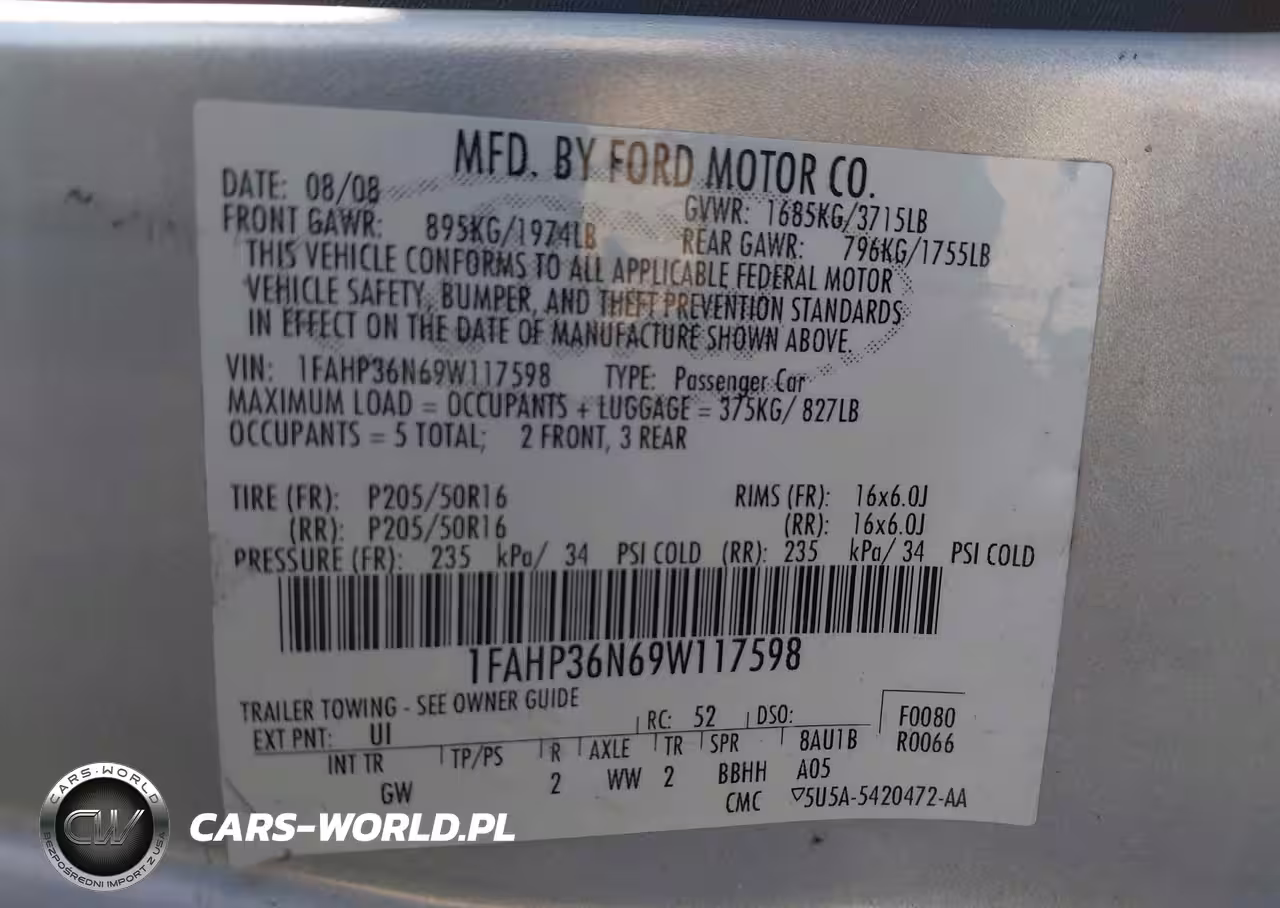 MFD. BY FORD MOTOR CO.
DATE: 08/08
GVWR: 1685KG/3715LB
FRONT GAWR: 895KG/1974LB REAR GAWR: 796KG/1755LB
THIS VEHICLE CONFORMS TO ALL APPLICABLE FEDERAL MOTOR
VEHICLE SAFETY, BUMPER, AND THEFT PREVENTION STANDARDS
IN EFFECT ON THE DATE OF MANUFACTURE SHOWN ABOVE.
VIN: 1FAHP36N69W117598 TYPE: Passenger Car
MAXIMUM LOAD = OCCUPANTS + LUGGAGE = 375KG/ 827LB
OCCUPANTS = 5 TOTAL; 2 FRONT, 3 REAR
TIRE (FR): P205/50R16 RIMS (FR): 16x6.0J
(RR): P205/50R16 (RR): 16x6.0J
PRESSURE (FR): 235 kPa/ 34 PSI COLD (RR): 235 kPa/ 34 PSI COLD
1FAHP36N69W117598
TRAILER TOWING - SEE OWNER GUIDE
EXT PNT: UI RC: 52 DSO: F0080
INT TR TP/PS R AXLE TR SPR 8AU1B R0066
GW 2 WW 2 BBHH A05
CMC ▽5U5A-5420472-AA
CARS-WORLD
CW
BEZPOŚREDNI IMPORT Z USA
CARS-WORLD.PL